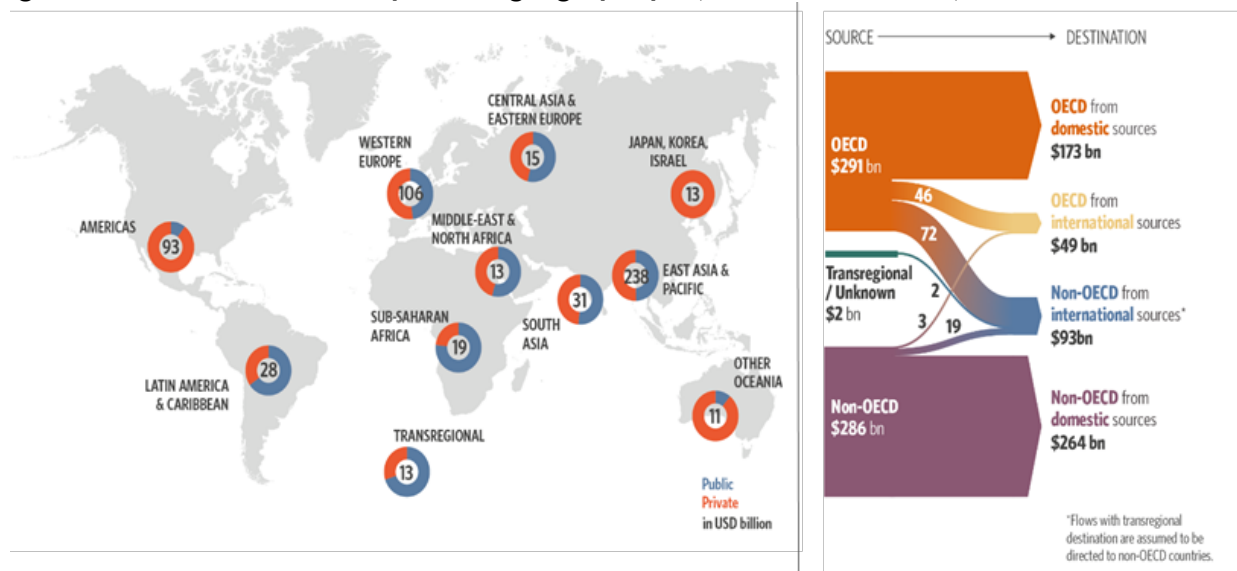 CENTRAL ASIA &
EASTERN EUROPE
15
WESTERN
EUROPE
106
JAPAN, KOREA,
ISRAEL
13
AMERICAS
93
MIDDLE-EAST &
NORTH AFRICA
13
EAST ASIA &
PACIFIC
238
SOUTH
ASIA
31
SUB-SAHARAN
AFRICA
19
LATIN AMERICA
& CARIBBEAN
28
OTHER
OCEANIA
11
TRANSREGIONAL
13
Public
Private
in USD billion
SOURCE
DESTINATION
OECD
$291 bn
46
72
Transregional
/ Unknown
$2 bn
2
3
19
Non-OECD
$286 bn
OECD from
domestic sources
$173 bn
OECD from
international sources
$49 bn
Non-OECD from
international sources*
$93bn
Non-OECD from
domestic sources
$264 bn
*Flows with transregional
destination are assumed to be
directed to non-OECD countries.